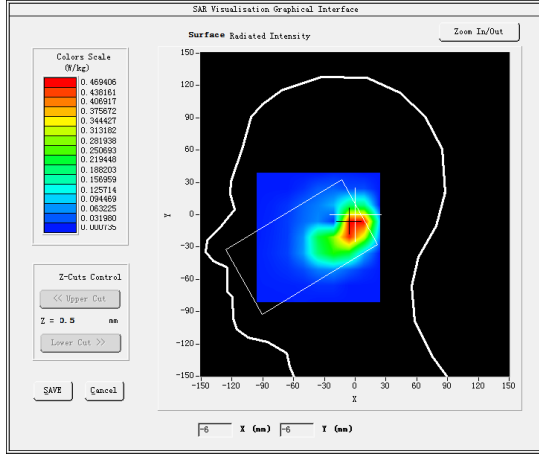 SAR Visualisation Graphical Interface
Surface Radiated Intensity
Zoom In/Out
Colors Scale
(W/kg)
0.469406
0.438161
0.406917
0.375672
0.344427
0.313182
0.281938
0.250693
0.219448
0.188203
0.156959
0.125714
0.094469
0.063225
0.031980
0.000735
Z-Cuts Control
<< Upper Cut
Z = 3.5 mm
Lower Cut >>
SAVE Cancel
150
90
60
30
0
-30
-60
-90
-120
-150
Y
-150 -120 -90 -60 -30 0 30 60 90 120 150
X
-6 X (mm) -6 Y (mm)